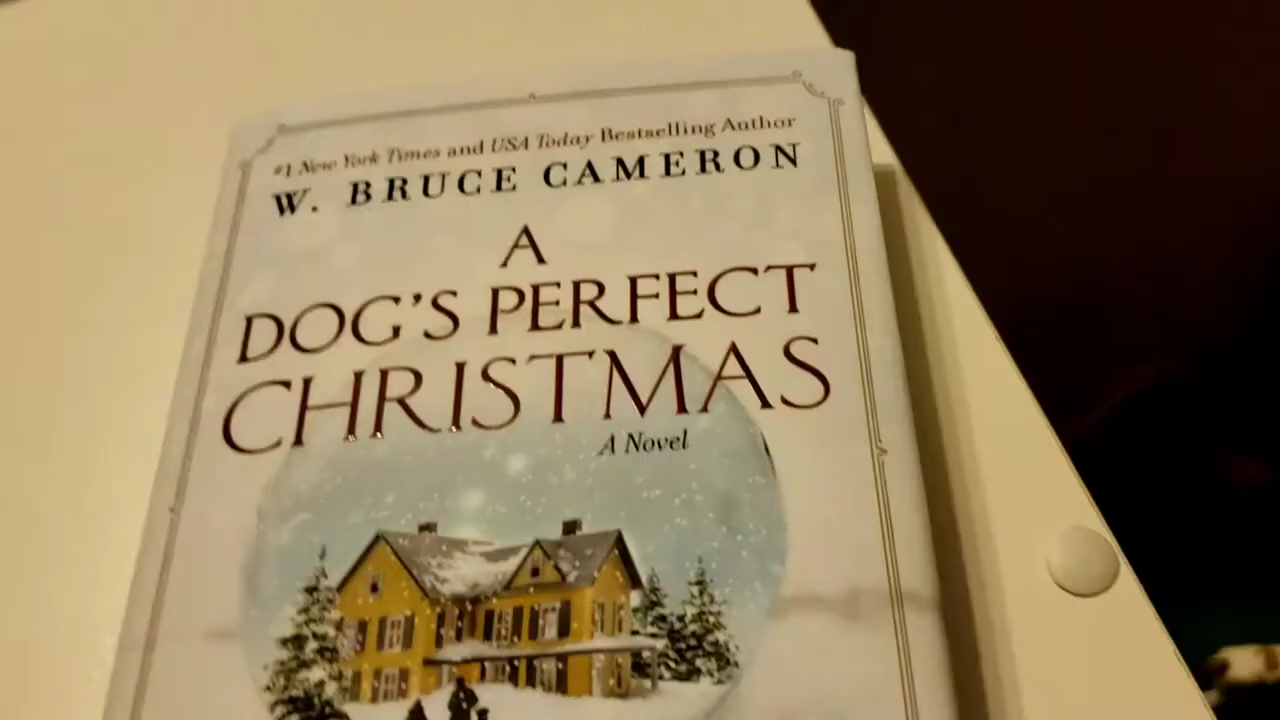 #1 New York Times and USA Today Bestselling Author
W. BRUCE CAMERON
A
DOG'S PERFECT
CHRISTMAS
A Novel